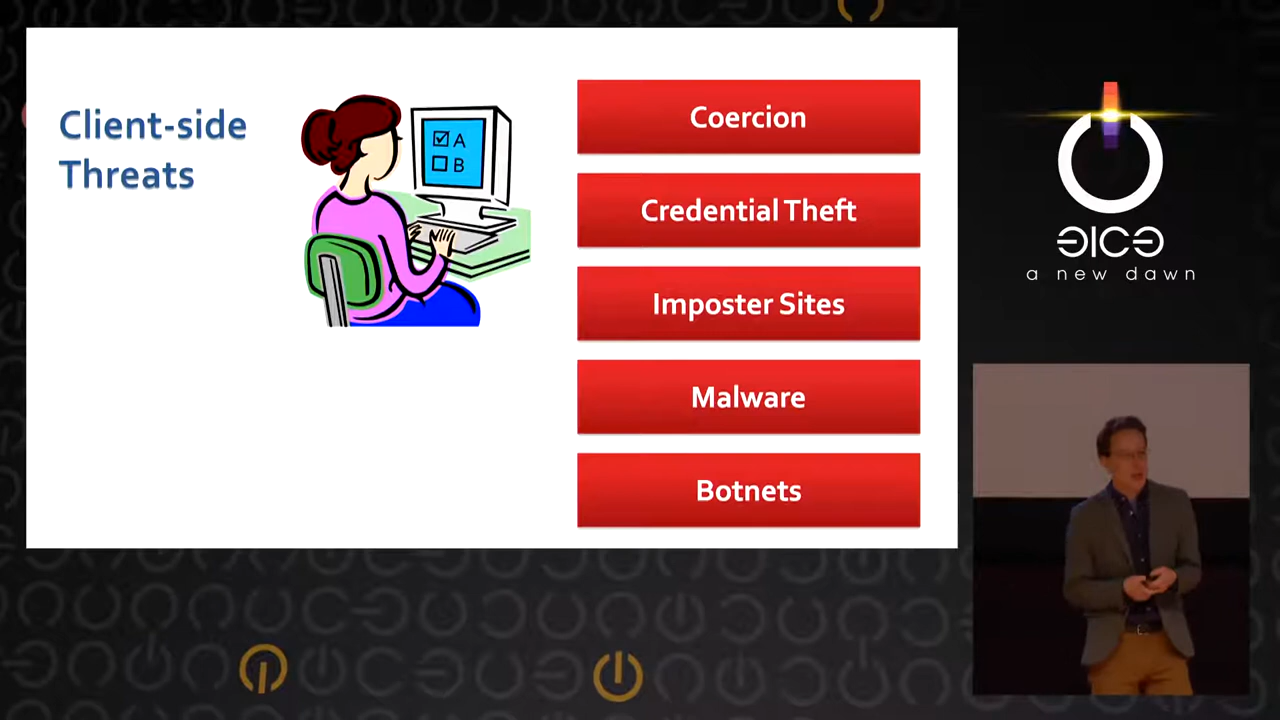 Client-side
Threats
A
B
Coercion
Credential Theft
Imposter Sites
Malware
Botnets
a new dawn